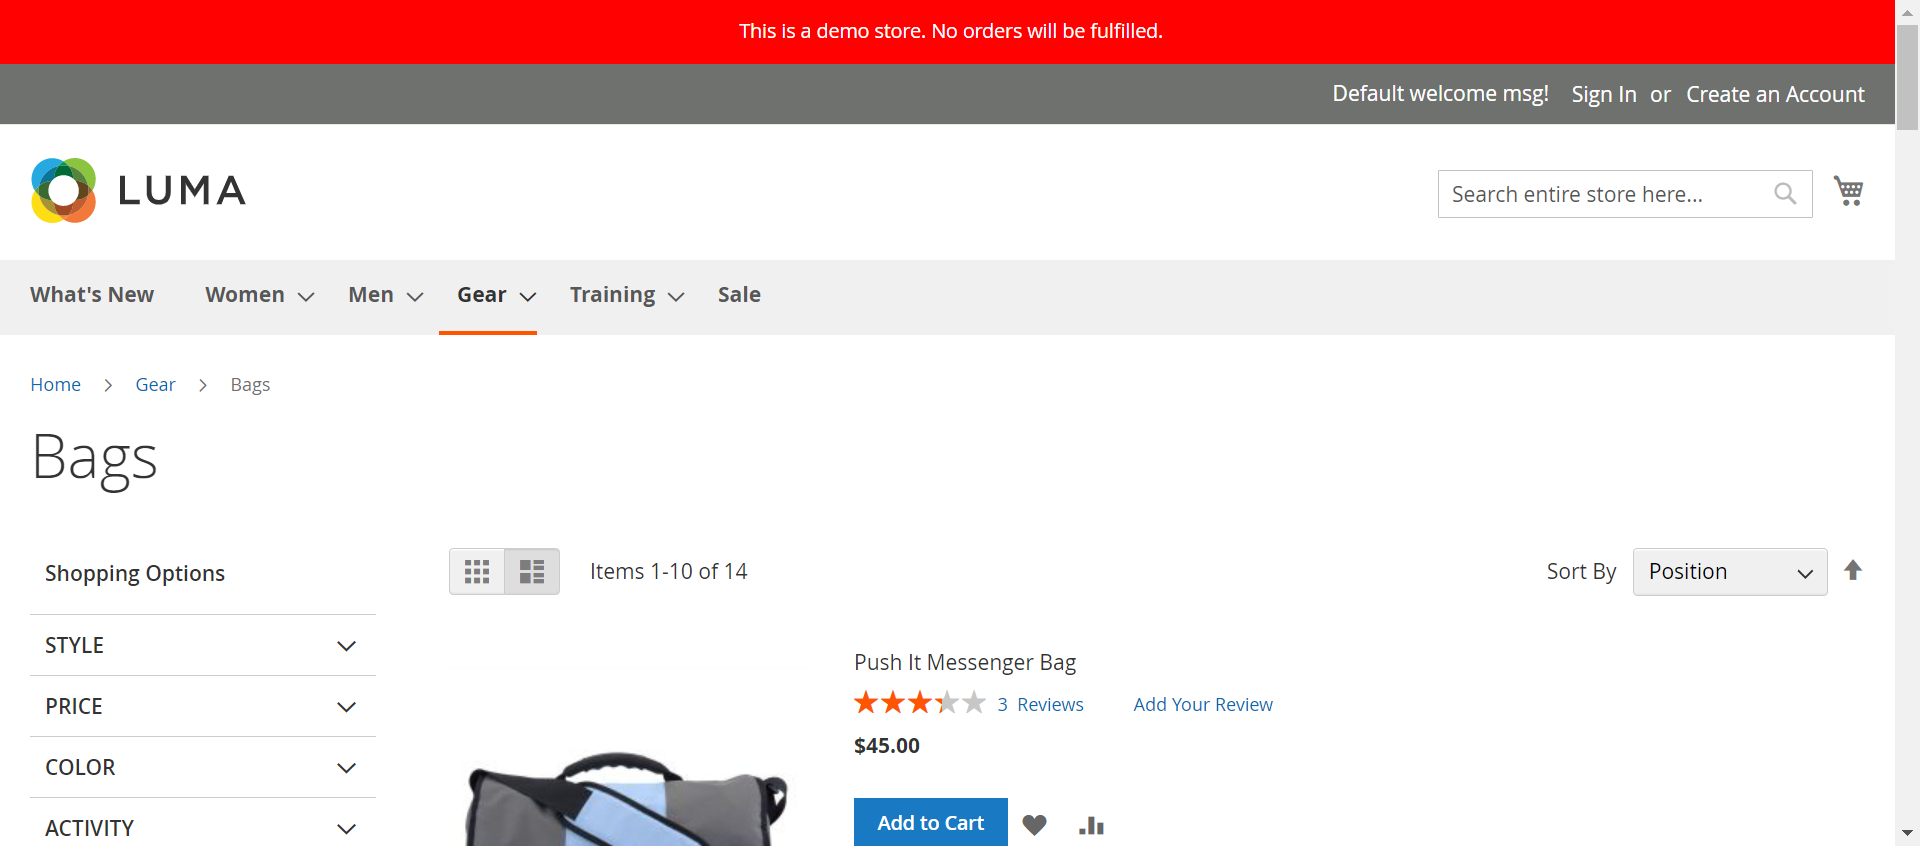 This is a demo store. No orders will be fulfilled.
Default welcome msg! Sign In or Create an Account
LUMA
Search entire store here...
What's New Women Men Gear Training Sale
Home Gear Bags
Bags
Shopping Options
Items 1-10 of 14
Sort By Position
STYLE
PRICE
COLOR
ACTIVITY
Push It Messenger Bag
3 Reviews Add Your Review
$45.00
Add to Cart